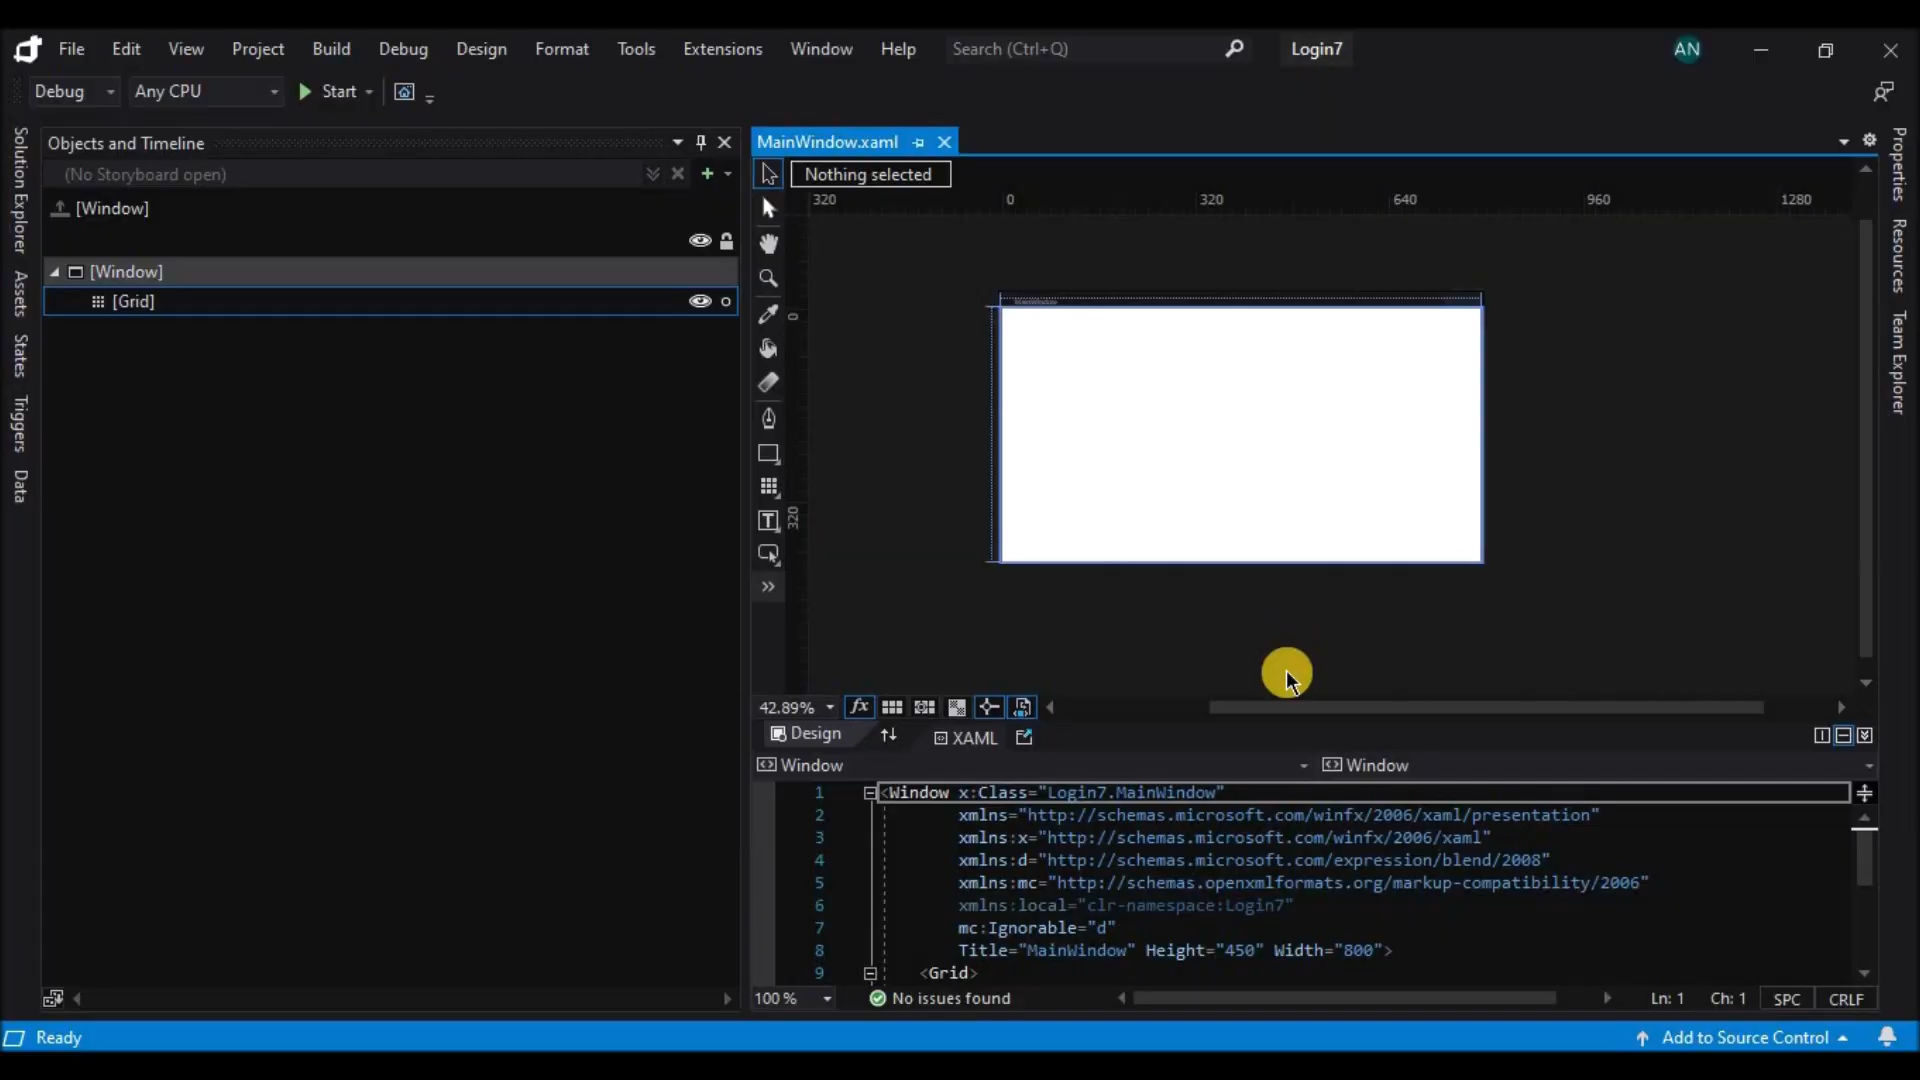 File Edit View Project Build Debug Design Format Tools Extensions Window Help Search (Ctrl+Q) Login7 AN
Debug Any CPU Start
Solution Explorer
Assets
States
Triggers
Data
Objects and Timeline
(No Storyboard open)
[Window]
[Window]
[Grid]
MainWindow.xaml
Nothing selected
320 0 320 640 960 1280
0
320
MainWindow
42.89% fx
Design XAML
Window Window
1 <Window x:Class="Login7.MainWindow"
2 xmlns="http://schemas.microsoft.com/winfx/2006/xaml/presentation"
3 xmlns:x="http://schemas.microsoft.com/winfx/2006/xaml"
4 xmlns:d="http://schemas.microsoft.com/expression/blend/2008"
5 xmlns:mc="http://schemas.openxmlformats.org/markup-compatibility/2006"
6 xmlns:local="clr-namespace:Login7"
7 mc:Ignorable="d"
8 Title="MainWindow" Height="450" Width="800">
9 <Grid>
100 % No issues found Ln: 1 Ch: 1 SPC CRLF
Properties
Resources
Team Explorer
Ready Add to Source Control